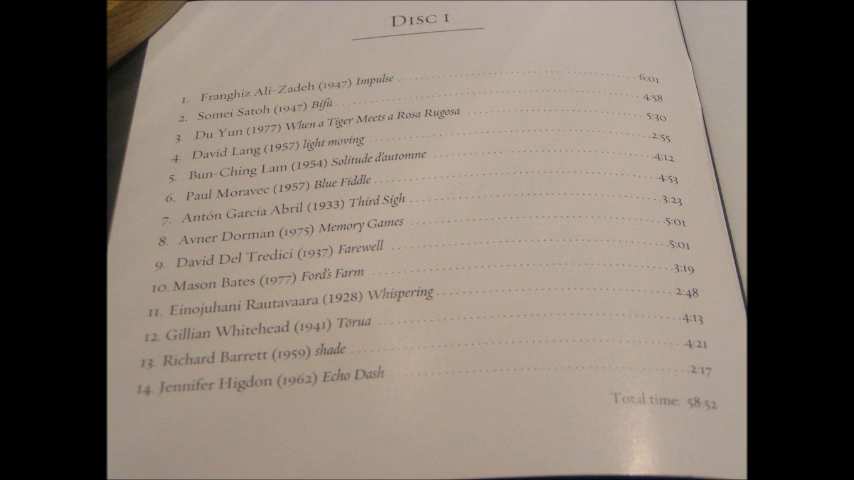 Disc 1
1. Franghiz Ali-Zadeh (1947) Impulse 6:01
2. Somei Satoh (1947) Bifū 4:58
3. Du Yun (1977) When a Tiger Meets a Rosa Rugosa 5:30
4. David Lang (1957) light moving 2:55
5. Bun-Ching Lam (1954) Solitude d'automne 4:12
6. Paul Moravec (1957) Blue Fiddle 4:53
7. Antón García Abril (1933) Third Sigh 3:23
8. Avner Dorman (1975) Memory Games 5:01
9. David Del Tredici (1937) Farewell 5:01
10. Mason Bates (1977) Ford's Farm 3:19
11. Einojuhani Rautavaara (1928) Whispering 2:48
12. Gillian Whitehead (1941) Tōrua 4:13
13. Richard Barrett (1959) shade 4:21
14. Jennifer Higdon (1962) Echo Dash 2:17
Total time: 58:52